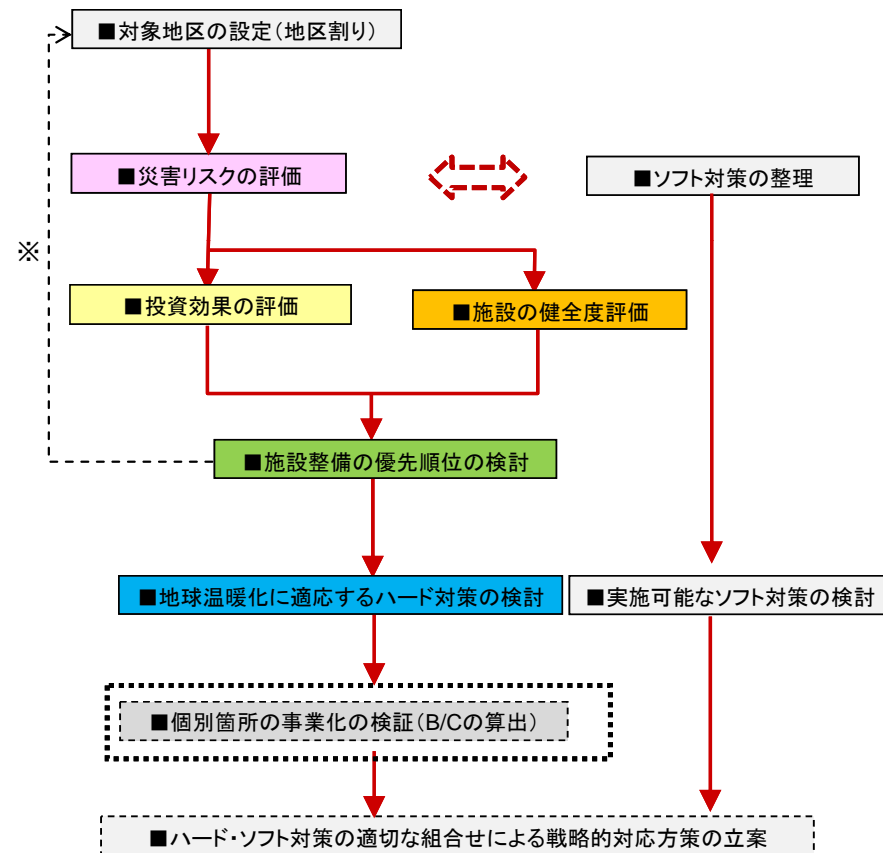 ■対象地区の設定(地区割り)
■災害リスクの評価
■ソフト対策の整理
※
■投資効果の評価
■施設の健全度評価
■施設整備の優先順位の検討
■地球温暖化に適応するハード対策の検討
■実施可能なソフト対策の検討
■個別箇所の事業化の検証(B/Cの算出)
■ハード・ソフト対策の適切な組合せによる戦略的対応方策の立案